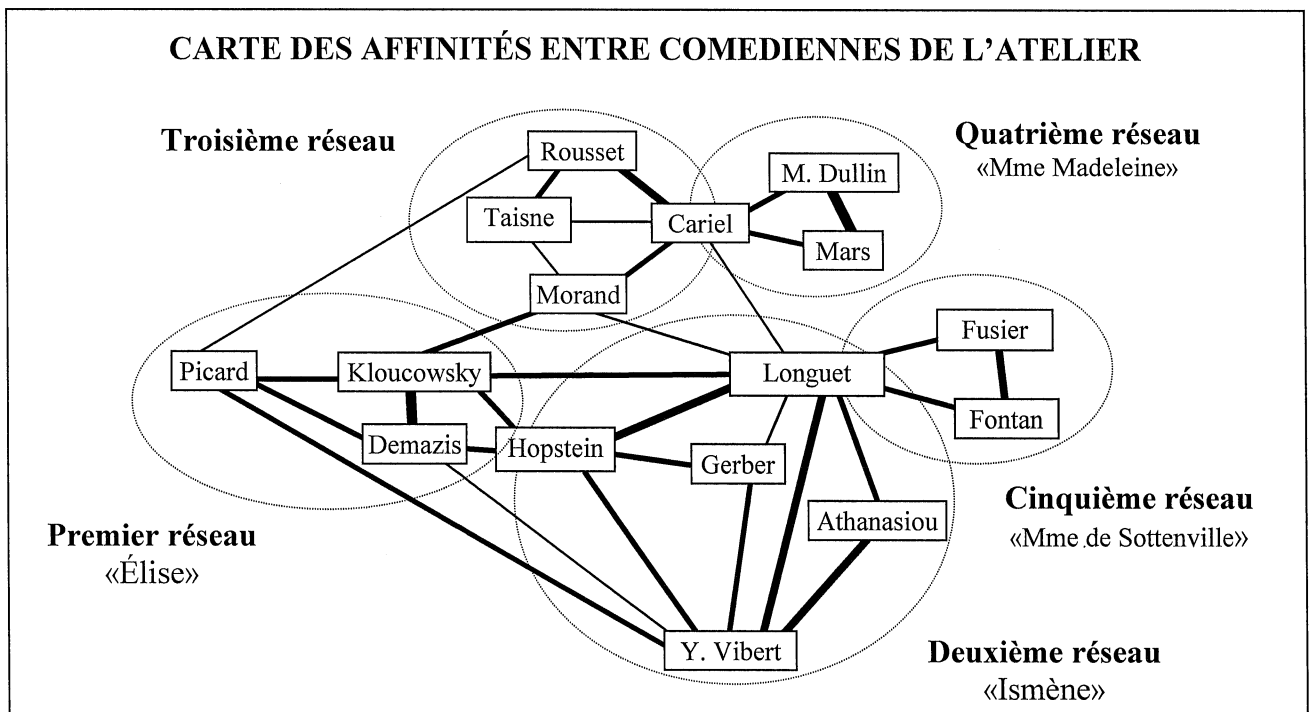 CARTE DES AFFINITÉS ENTRE COMEDIENNES DE L'ATELIER
Troisième réseau
Quatrième réseau
«Mme Madeleine»
Rousset
M. Dullin
Taisne
Cariel
Mars
Morand
Fusier
Picard
Kloucowsky
Longuet
Fontan
Demazis
Hopstein
Gerber
Athanasiou
Cinquième réseau
«Mme de Sottenville»
Premier réseau
«Élise»
Y. Vibert
Deuxième réseau
«Ismène»